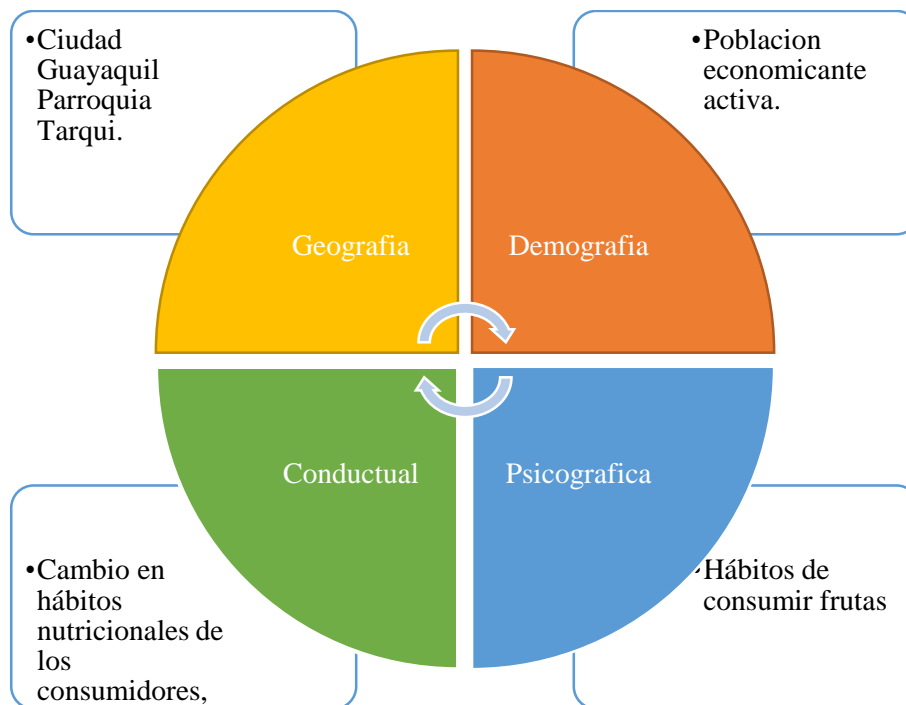 •Ciudad
Guayaquil
Parroquia
Tarqui.
•Poblacion
economicante
activa.
Geografia
Demografia
Conductual
Psicografica
•Cambio en
hábitos
nutricionales de
los
consumidores,
•Hábitos de
consumir frutas